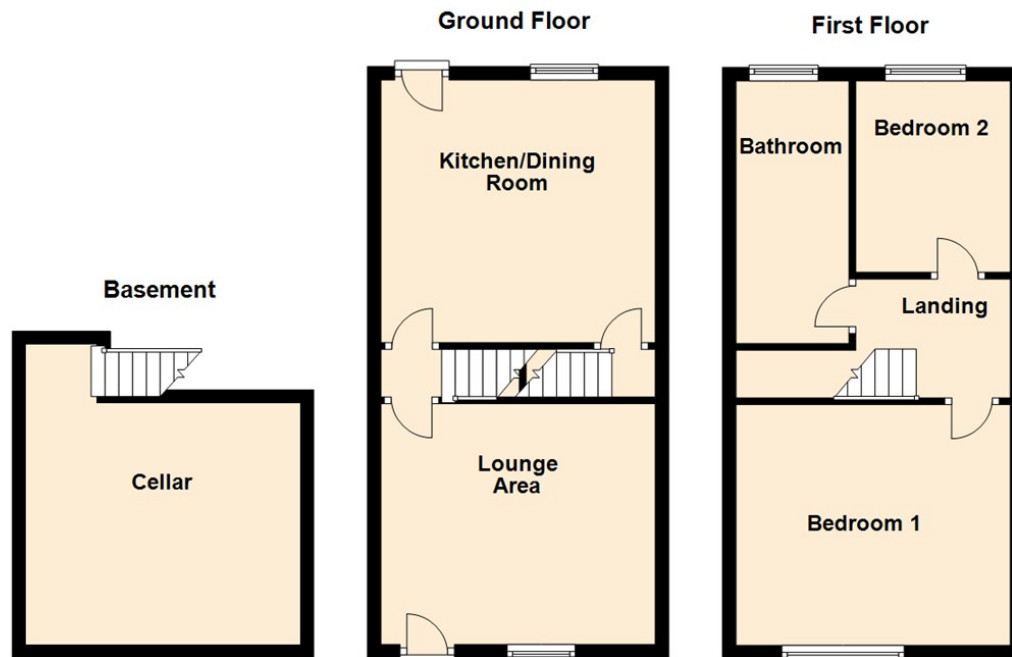 Ground Floor
First Floor
Kitchen/Dining
Room
Bathroom
Bedroom 2
Basement
Landing
Cellar
Lounge
Area
Bedroom 1